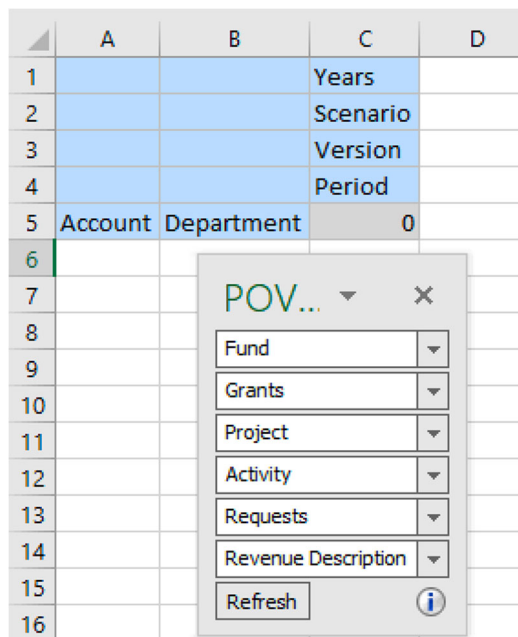 A B C D
1 Years
2 Scenario
3 Version
4 Period
5 Account Department 0
6
7
8
9
10
11
12
13
14
15
16
POV...
Fund
Grants
Project
Activity
Requests
Revenue Description
Refresh